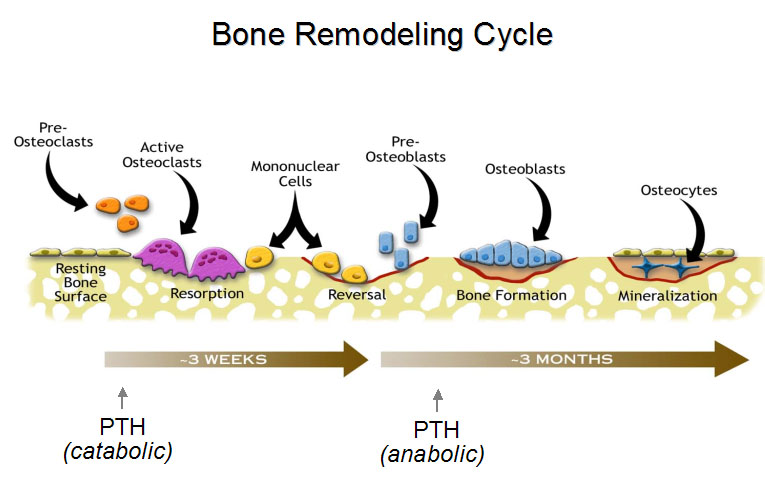 Bone Remodeling Cycle
Pre-
Osteoclasts
Active
Osteoclasts
Mononuclear
Cells
Pre-
Osteoblasts
Osteoblasts
Osteocytes
Resting
Bone
Surface
Resorption
Reversal
Bone Formation
Mineralization
~3 WEEKS
~3 MONTHS
PTH
(catabolic)
PTH
(anabolic)